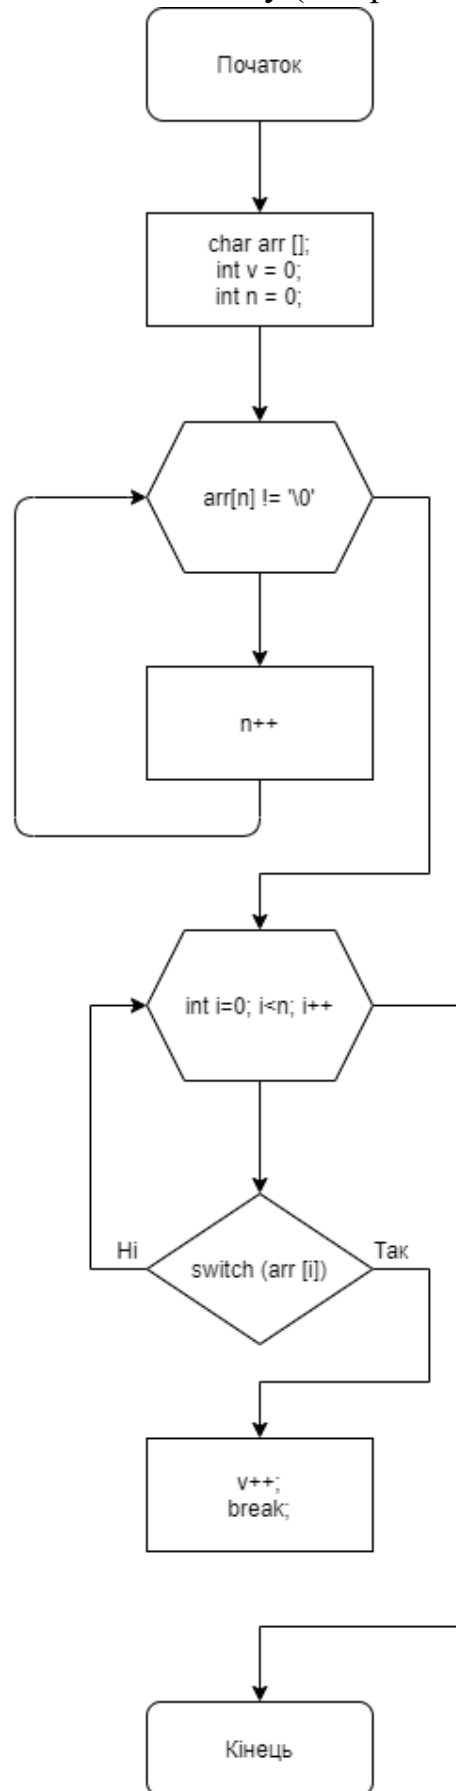 Початок
char arr [];
int v = 0;
int n = 0;
arr[n] != '\0'
n++
int i=0; i<n; i++
Ні
Так
switch (arr [i])
v++;
break;
Кінець